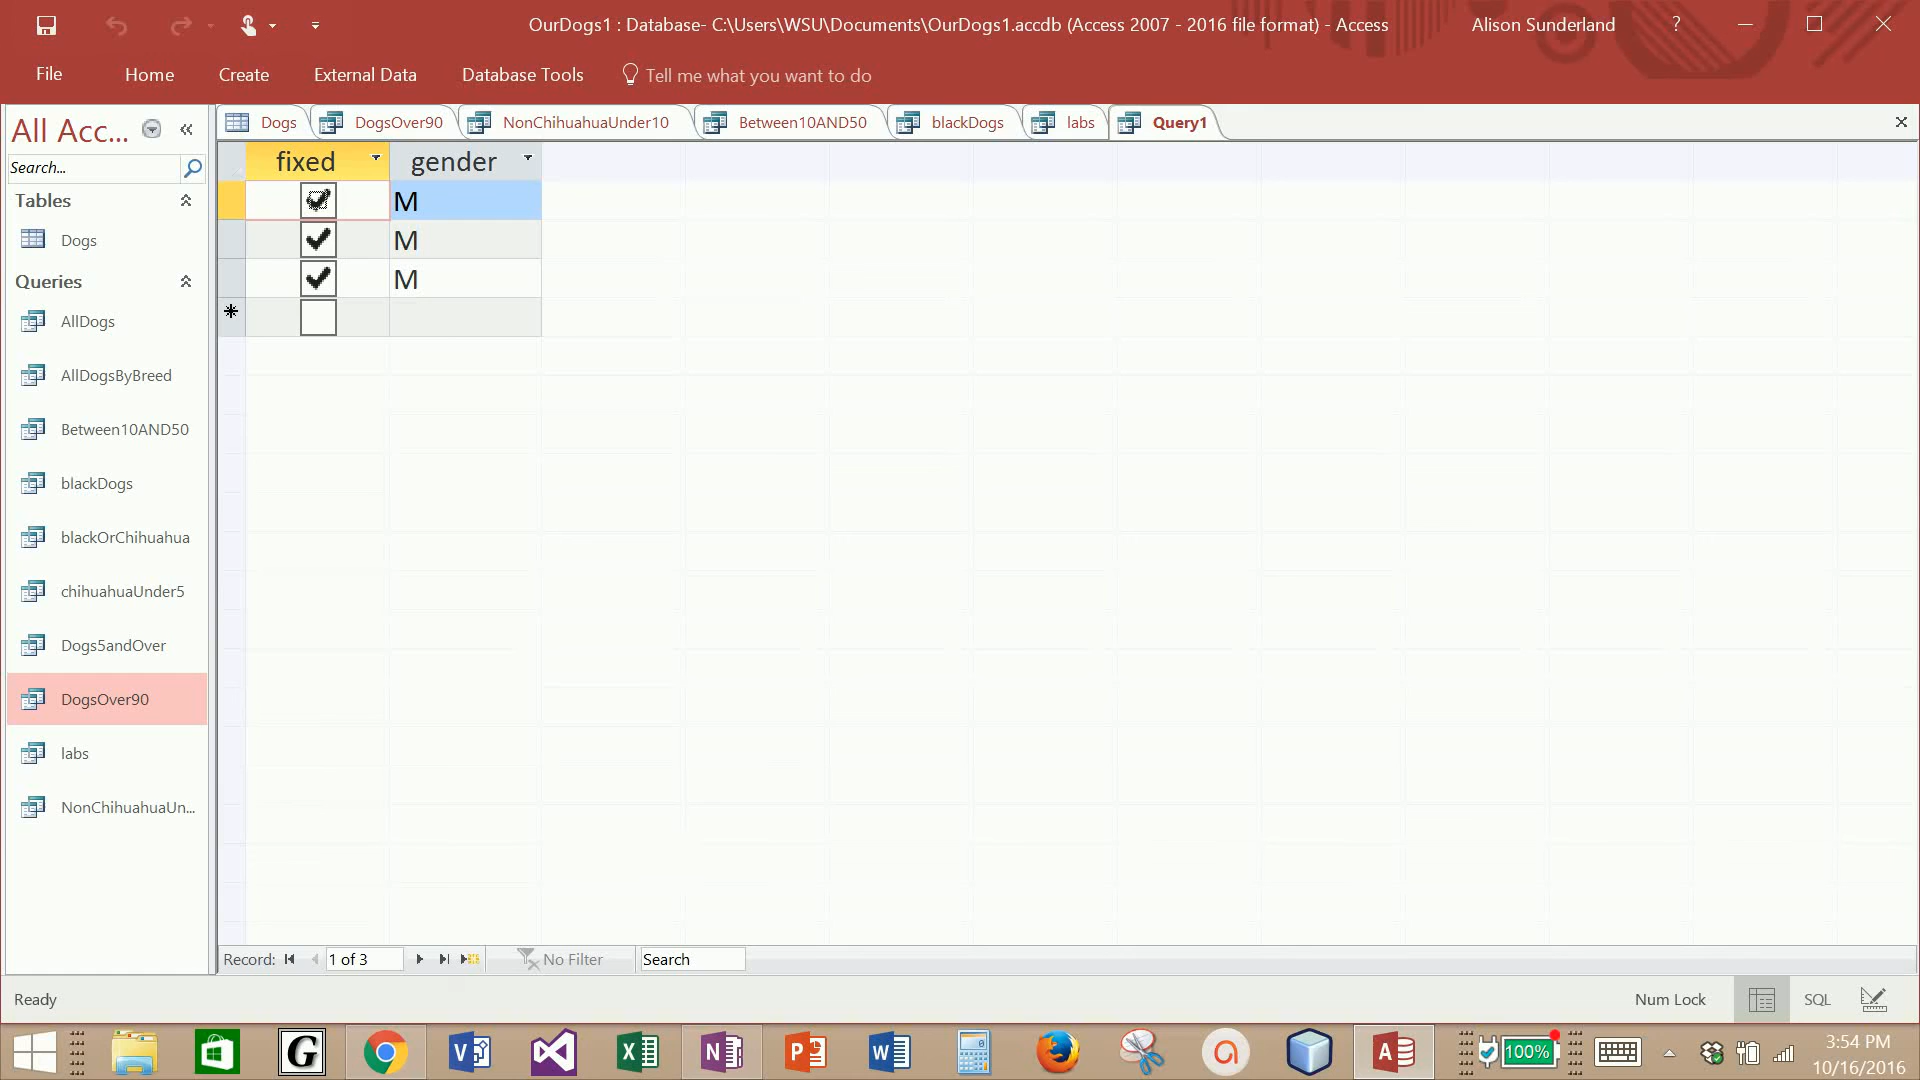 OurDogs1 : Database- C:\Users\WSU\Documents\OurDogs1.accdb (Access 2007 - 2016 file format) - Access
Alison Sunderland
?
File Home Create External Data Database Tools Tell me what you want to do
All Acc...
Search...
Tables
Dogs
Queries
AllDogs
AllDogsByBreed
Between10AND50
blackDogs
blackOrChihuahua
chihuahuaUnder5
Dogs5andOver
DogsOver90
labs
NonChihuahuaUn...
Dogs DogsOver90 NonChihuahuaUnder10 Between10AND50 blackDogs labs Query1
fixed gender
M
M
M
Record: 1 of 3 No Filter Search
Ready Num Lock SQL
G V X N P W 0 a A 100% 3:54 PM
10/16/2016